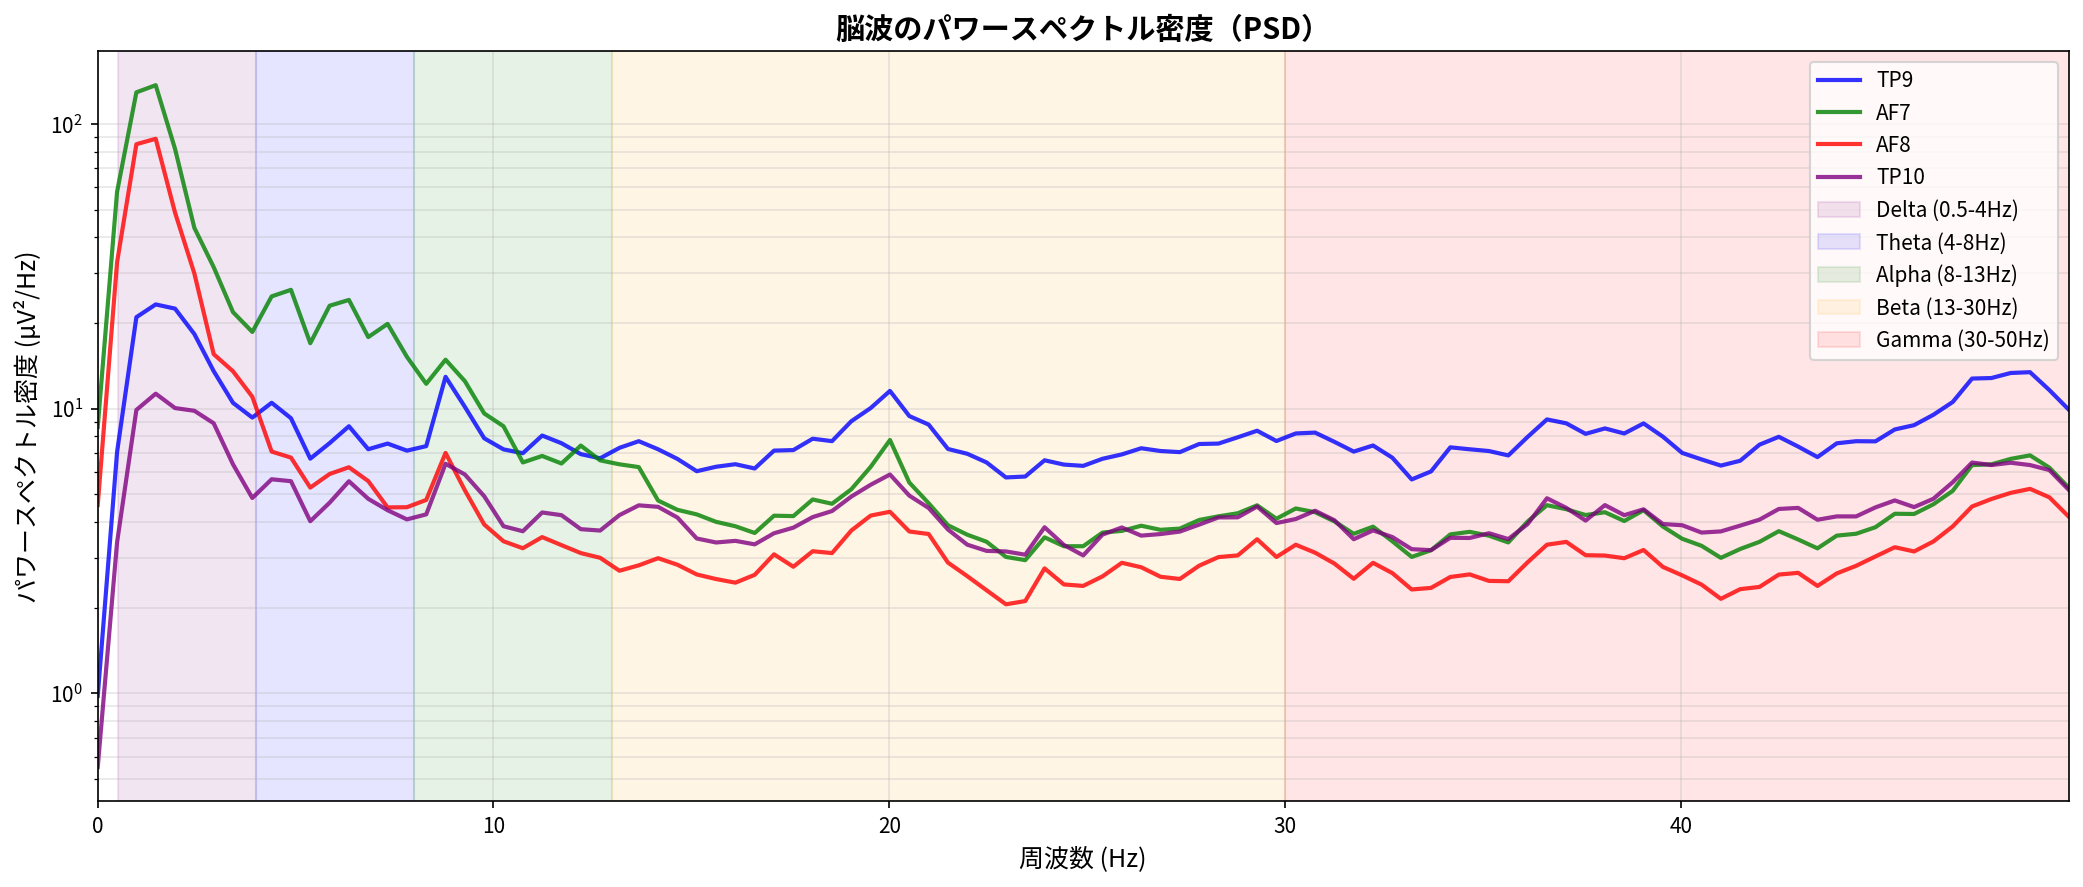 脳波のパワースペクトル密度（PSD）
パワースペクトル密度 (μV²/Hz)
10²
10¹
10⁰
0
10
20
30
40
周波数 (Hz)
TP9
AF7
AF8
TP10
Delta (0.5-4Hz)
Theta (4-8Hz)
Alpha (8-13Hz)
Beta (13-30Hz)
Gamma (30-50Hz)